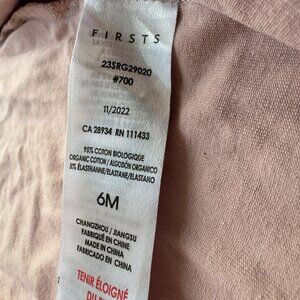 FIRSTS
23SRG29020
#700
11/2022
CA 28934 RN 111433
95% COTON BIOLOGIQUE
ORGANIC COTTON / ALGODÓN ORGÁNICO
5% ÉLASTHANNE/ELASTANE/ELASTANO
6M
CHANGZHOU / JIANGSU
FABRIQUÉ EN CHINE
MADE IN CHINA
FABRICADO EN CHINA
TENIR ÉLOIGNÉ
DU